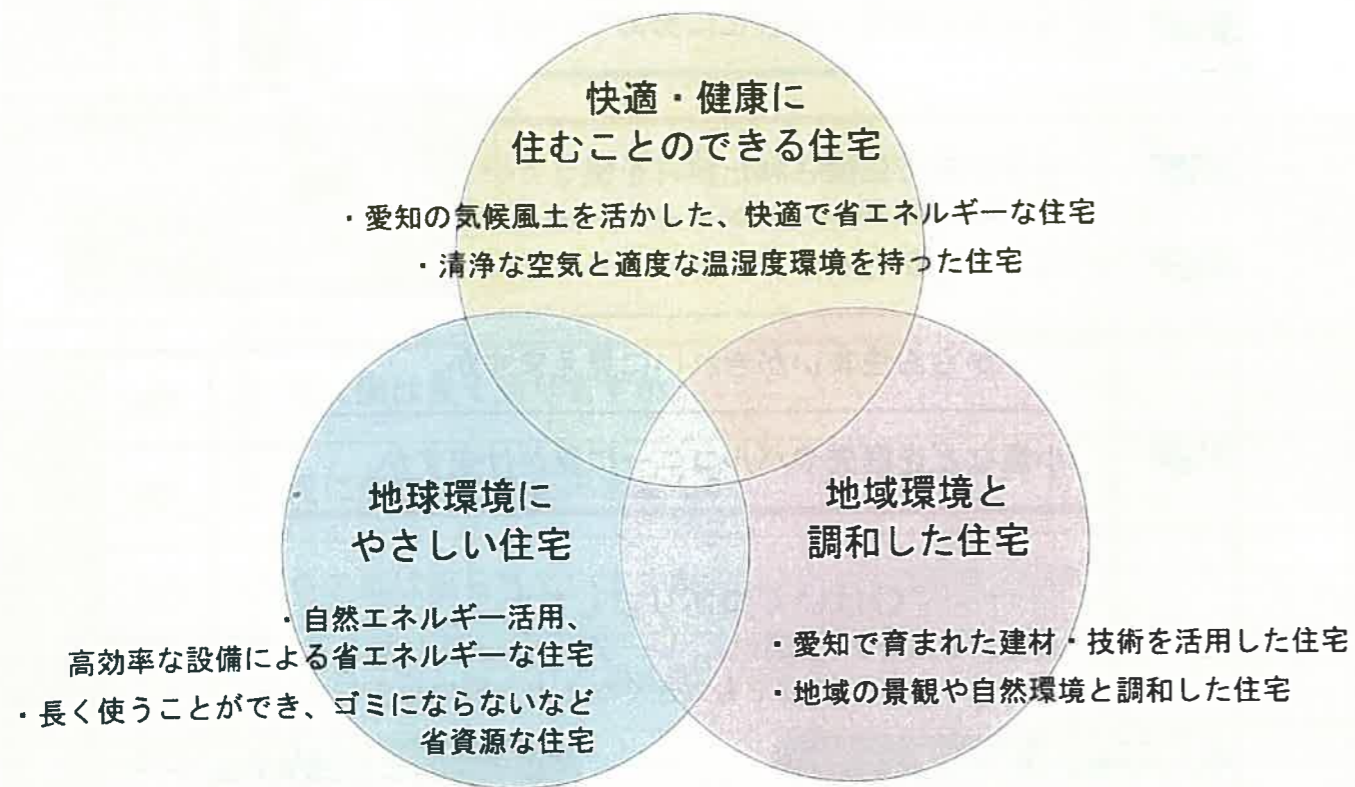 快適・健康に
住むことのできる住宅
・愛知の気候風土を活かした、快適で省エネルギーな住宅
・清浄な空気と適度な温湿度環境を持った住宅
地球環境に
やさしい住宅
・自然エネルギー活用、
高効率な設備による省エネルギーな住宅
・長く使うことができ、ゴミにならないなど
省資源な住宅
地域環境と
調和した住宅
・愛知で育まれた建材・技術を活用した住宅
・地域の景観や自然環境と調和した住宅